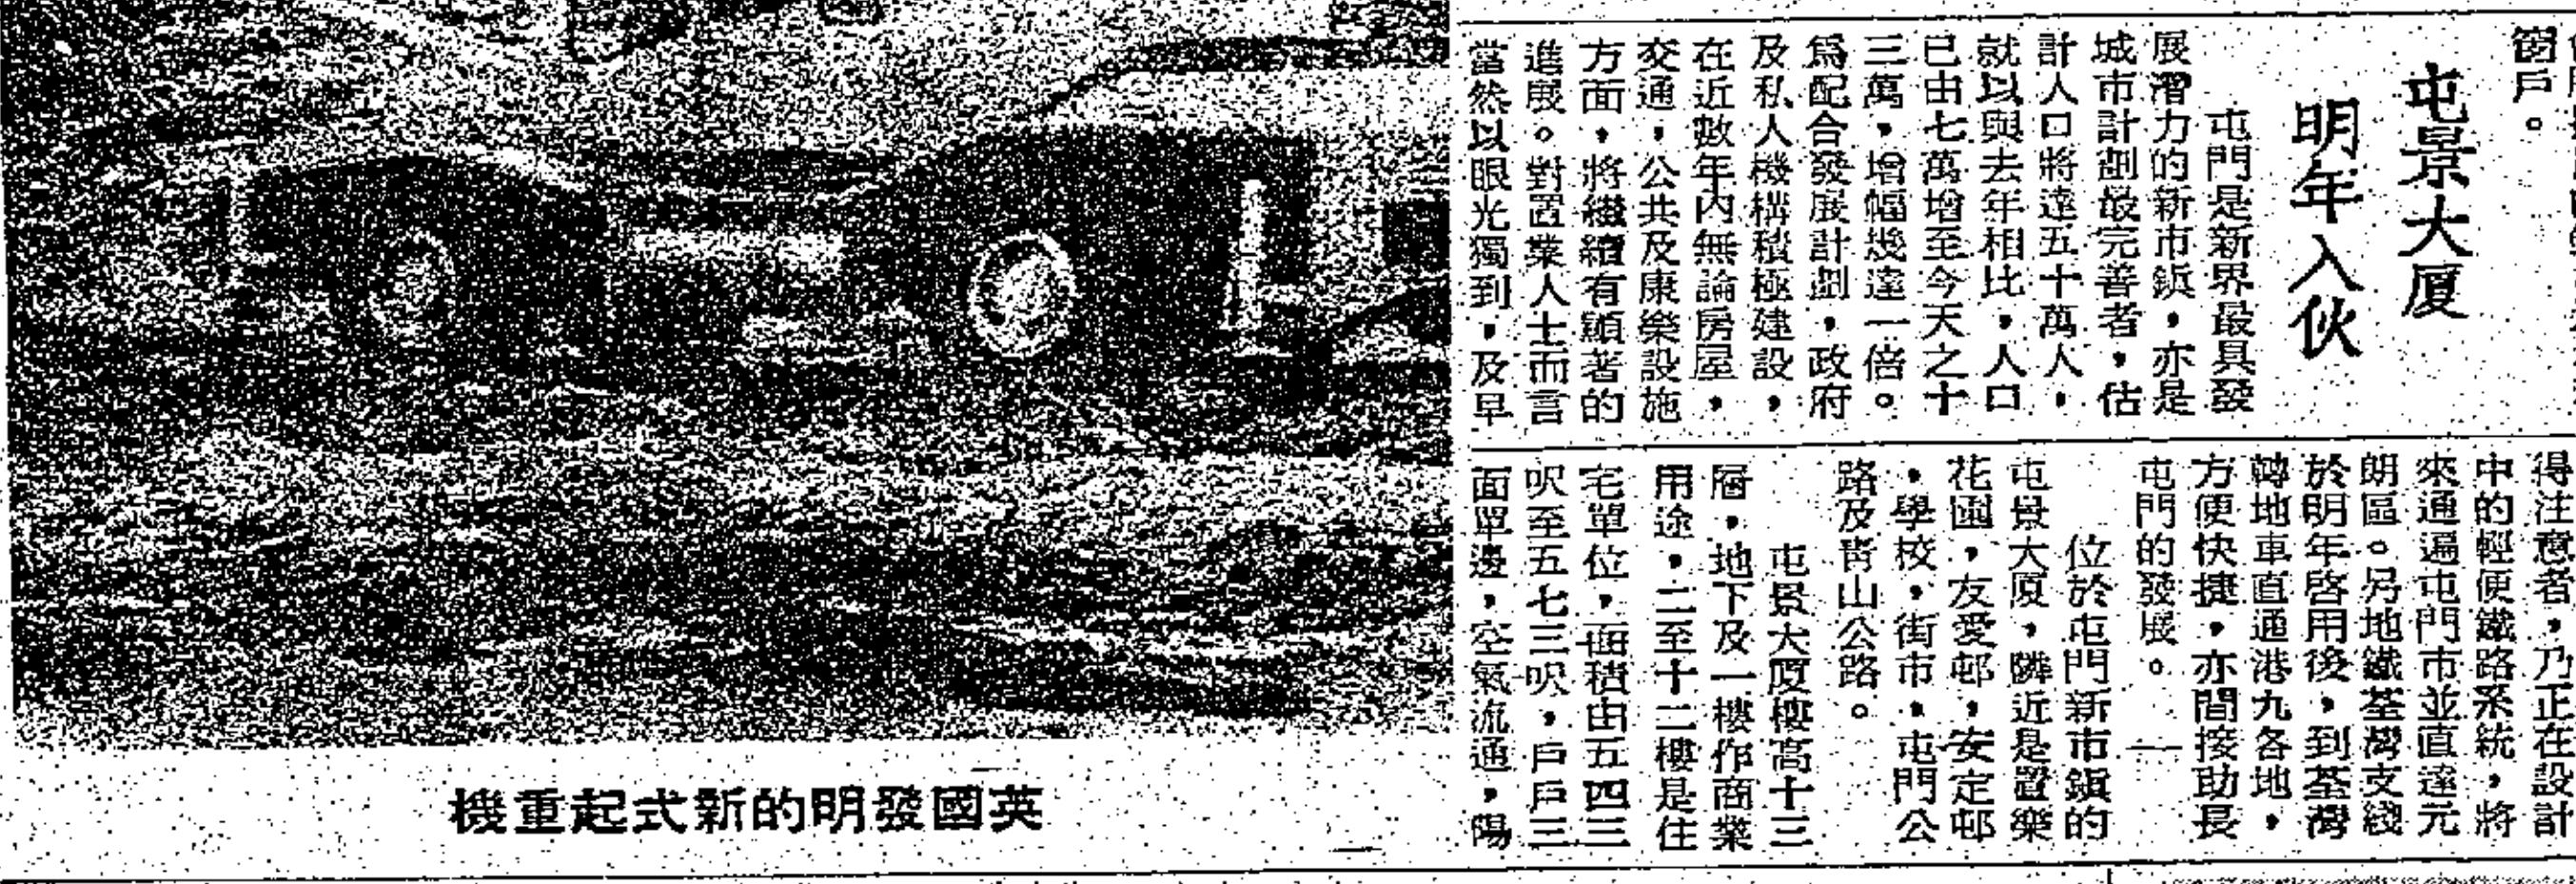 窗戶。
屯景大厦
明年入伙
屯門是新界最具發
展潛力的新市鎮，亦是
城市計劃最完善者，估
計人口將達五十萬人，
就以與去年相比，人口
已由七萬增至今天之十
三萬，增幅幾達一倍。
爲配合發展計劃，政府
及私人機構積極建設，
在近數年內無論房屋，
交通，公共及康樂設施
方面，將繼續有顯著的
進展。對置業人士而言
當然以眼光獨到，及早
得注意者，乃正在設計
中的輕便鐵路系統，將
來通遍屯門市並直達元
朗區。另地鐵荃灣支綫
於明年啓用後，到荃灣
轉地車直通港九各地，
方便快捷，亦間接助長
屯門的發展。
位於屯門新市鎮的
屯景大厦，隣近是置樂
花園，友愛邨，安定邨
，學校，街市，屯門公
路及靑山公路。
屯景大厦樓高十三
層，地下及一樓作商業
用途，二至十二樓是住
宅單位，面積由五四三
呎至五七三呎，戶戶三
面單邊，空氣流通，陽
機重起式新的明發國英